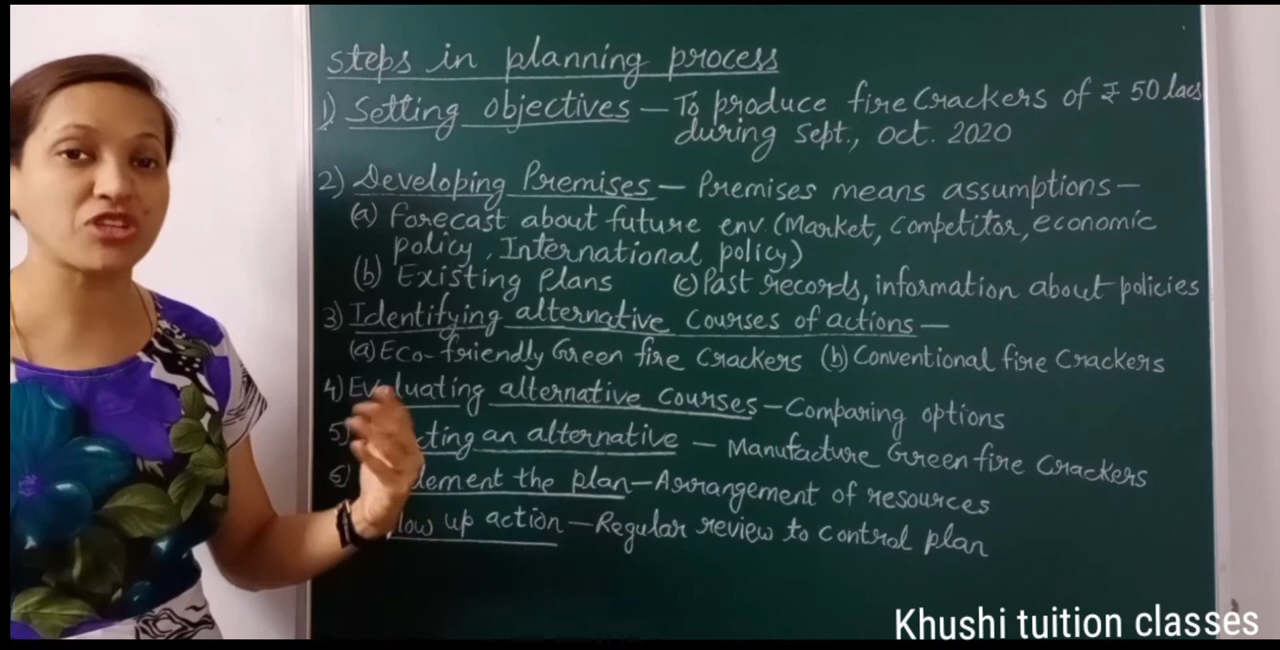 steps in planning process
1) Setting objectives — To produce fire Crackers of ₹ 50 lacs
during Sept., Oct. 2020
2) Developing Premises — Premises means assumptions —
(a) Forecast about future env. (Market, Competitor, economic
policy, International policy)
(b) Existing Plans (c) Past records, information about policies
3) Identifying alternative Courses of actions —
(a) Eco-friendly Green fire Crackers (b) Conventional fire Crackers
4) Evaluating alternative Courses — Comparing options
5) cting an alternative — Manufacture Green fire Crackers
6) lement the plan — Arrangement of resources
low up action — Regular review to control plan
Khushi tuition classes